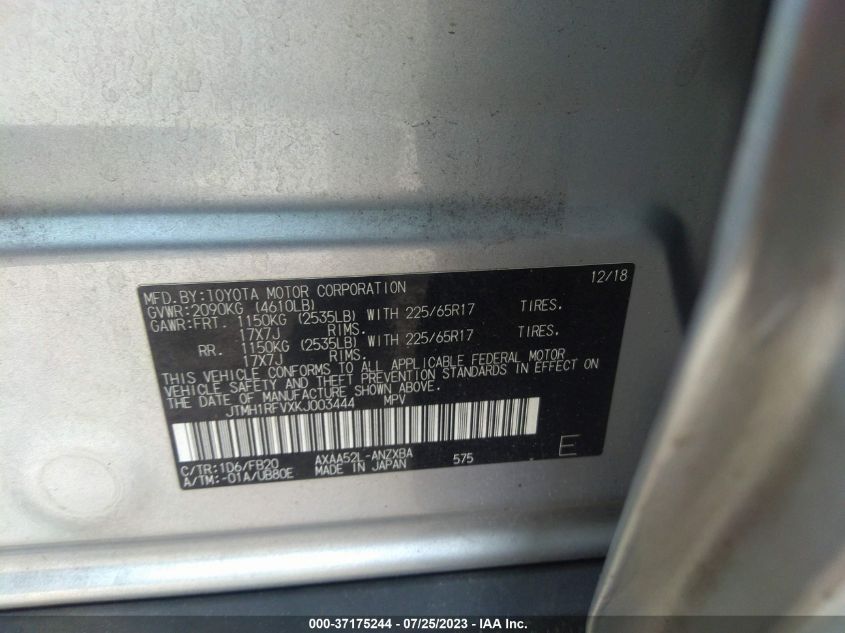 MFD.BY:TOYOTA MOTOR CORPORATION 12/18
GVWR:2090KG (4610LB)
GAWR:FRT. 1150KG (2535LB) WITH 225/65R17 TIRES.
17X7J RIMS.
RR. 1150KG (2535LB) WITH 225/65R17 TIRES.
17X7J RIMS.
THIS VEHICLE CONFORMS TO ALL APPLICABLE FEDERAL MOTOR
VEHICLE SAFETY AND THEFT PREVENTION STANDARDS IN EFFECT ON
THE DATE OF MANUFACTURE SHOWN ABOVE.
JTMH1RFVXKJ003444 MPV
C/TR:1D6/FB20 AXAA52L-ANZXBA 575 E
A/TM:-01A/UB80E MADE IN JAPAN
000-37175244 - 07/25/2023 - IAA Inc.